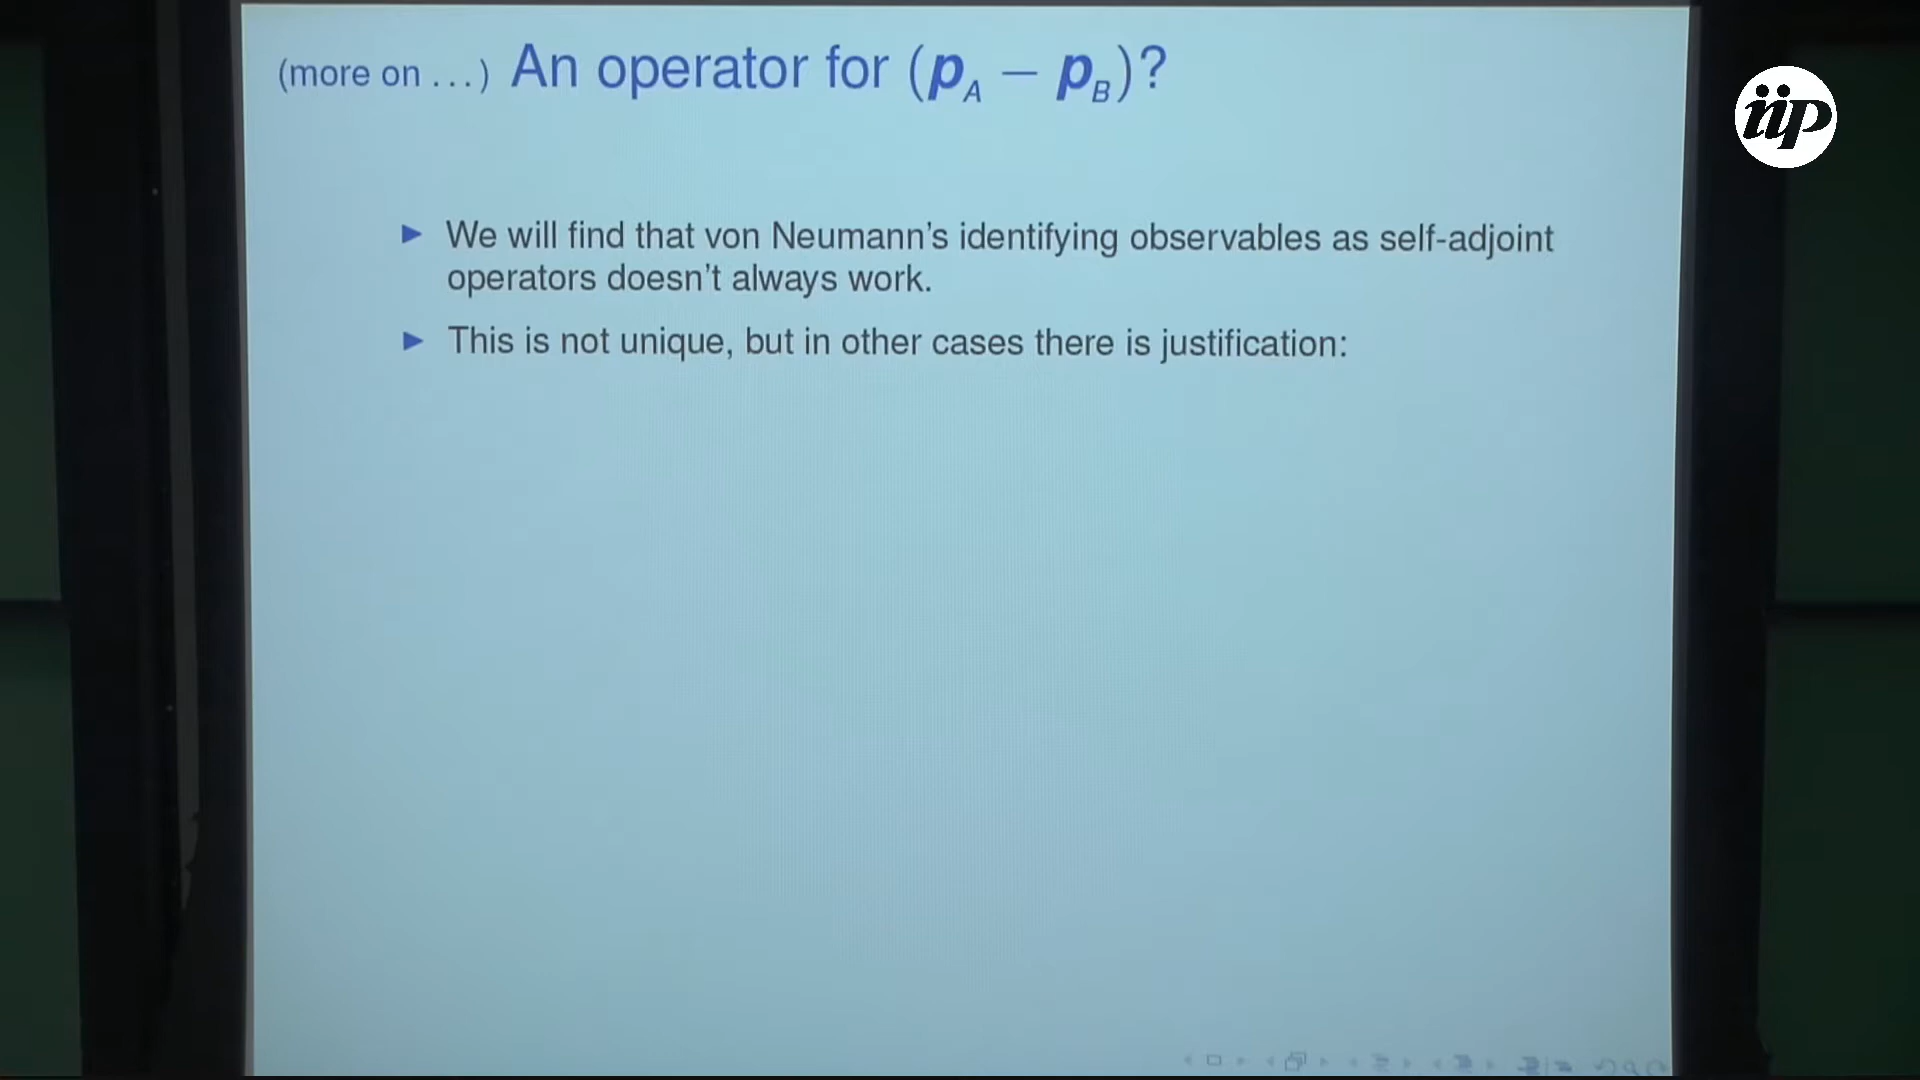 (more on ...) An operator for (p_A − p_B)?
iip
▶ We will find that von Neumann's identifying observables as self-adjoint
operators doesn't always work.
▶ This is not unique, but in other cases there is justification: